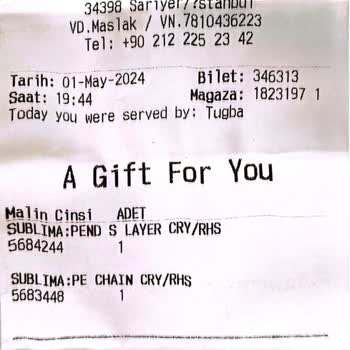 34398 Sarıyer/İstanbul
VD.Maslak / VN.7810436223
Tel: +90 212 225 23 42
Tarih: 01-May-2024 Bilet: 346313
Saat: 19:44 Magaza: 1823197 1
Today you were served by: Tugba
A Gift For You
Malin Cinsi ADET
SUBLIMA:PEND S LAYER CRY/RHS
5684244 1
SUBLIMA:PE CHAIN CRY/RHS
5683448 1